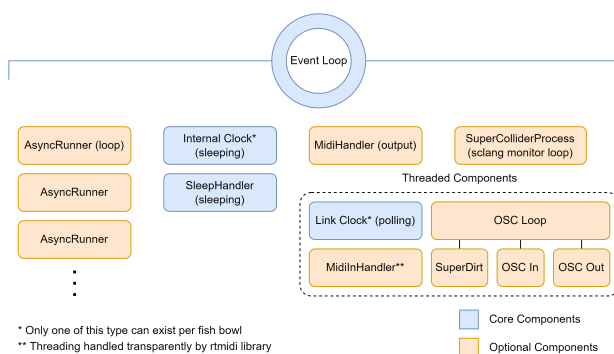 Event Loop
AsyncRunner (loop)
Internal Clock*
(sleeping)
MidiHandler (output)
SuperColliderProcess
(sclang monitor loop)
AsyncRunner
SleepHandler
(sleeping)
Threaded Components
AsyncRunner
Link Clock* (polling)
OSC Loop
MidiInHandler**
SuperDirt
OSC In
OSC Out
* Only one of this type can exist per fish bowl
** Threading handled transparently by rtmidi library
Core Components
Optional Components